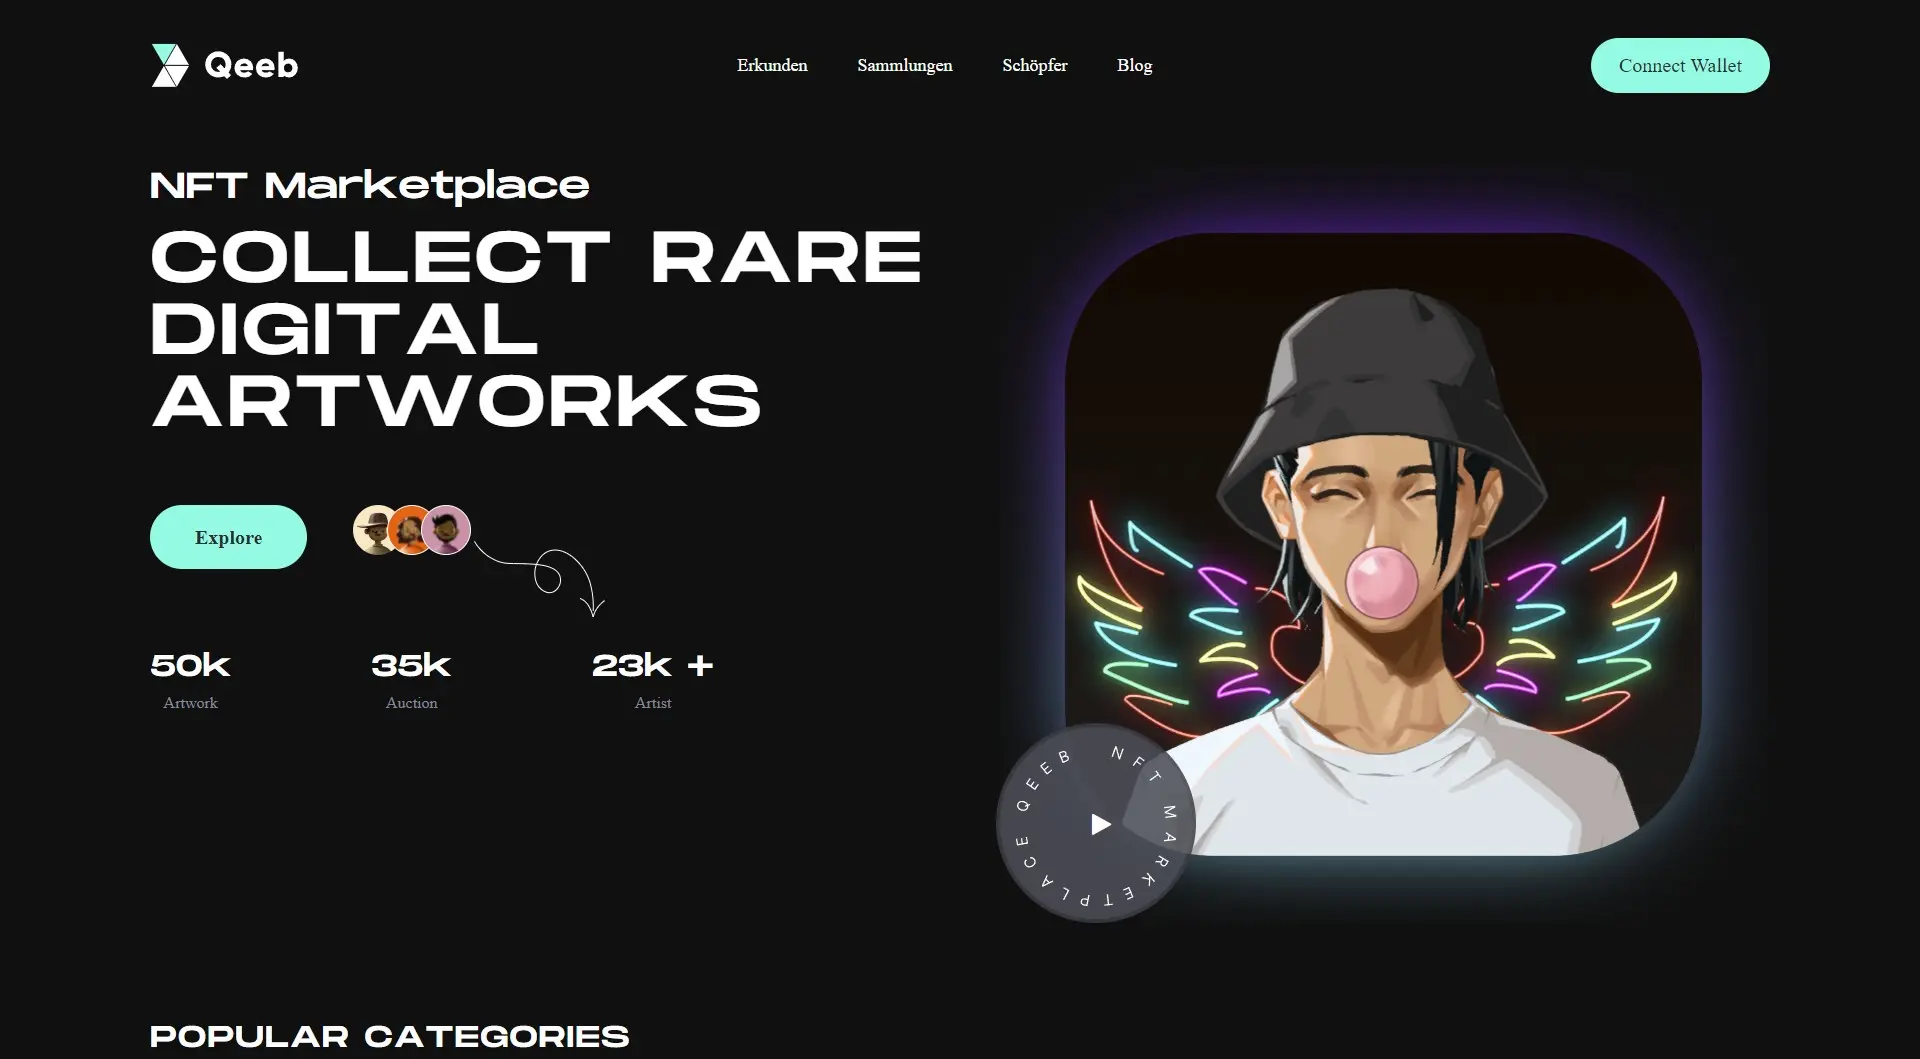 Qeeb
Erkunden
Sammlungen
Schöpfer
Blog
Connect Wallet
NFT Marketplace
COLLECT RARE
DIGITAL
ARTWORKS
Explore
50k
35k
23k +
Artwork
Auction
Artist
NFT MARKETPLACE QEEB
POPULAR CATEGORIES